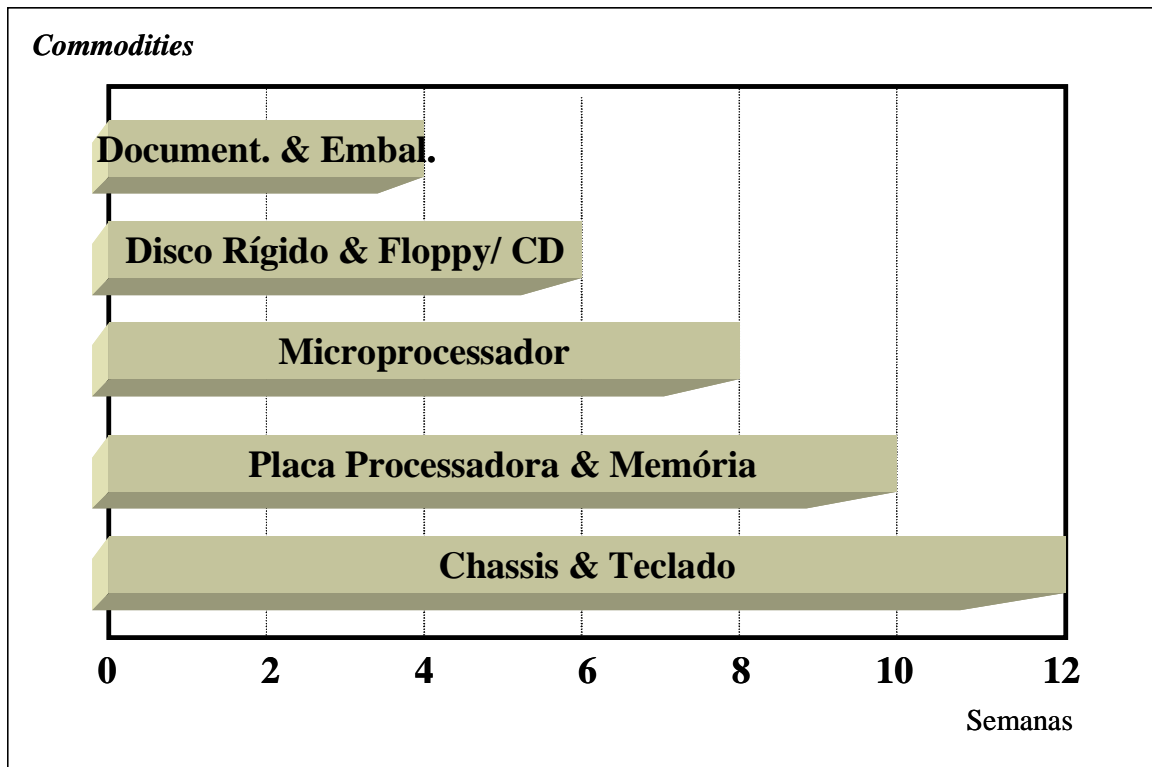 Commodities
Document. & Embal.
Disco Rígido & Floppy/ CD
Microprocessador
Placa Processadora & Memória
Chassis & Teclado
0 2 4 6 8 10 12
Semanas